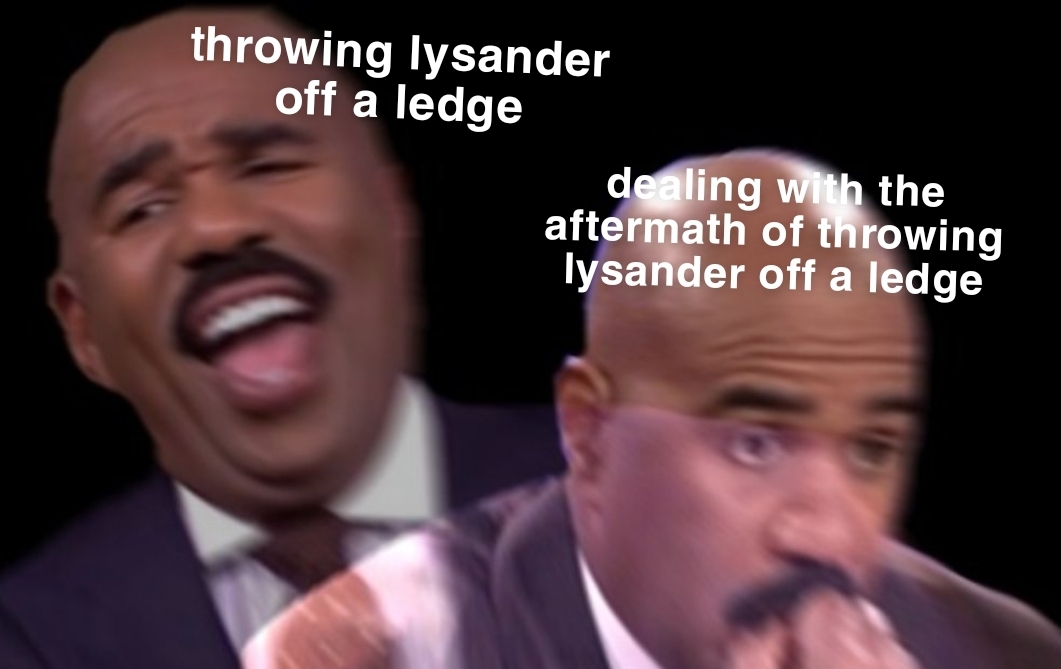 throwing lysander
off a ledge
dealing with the
aftermath of throwing
lysander off a ledge